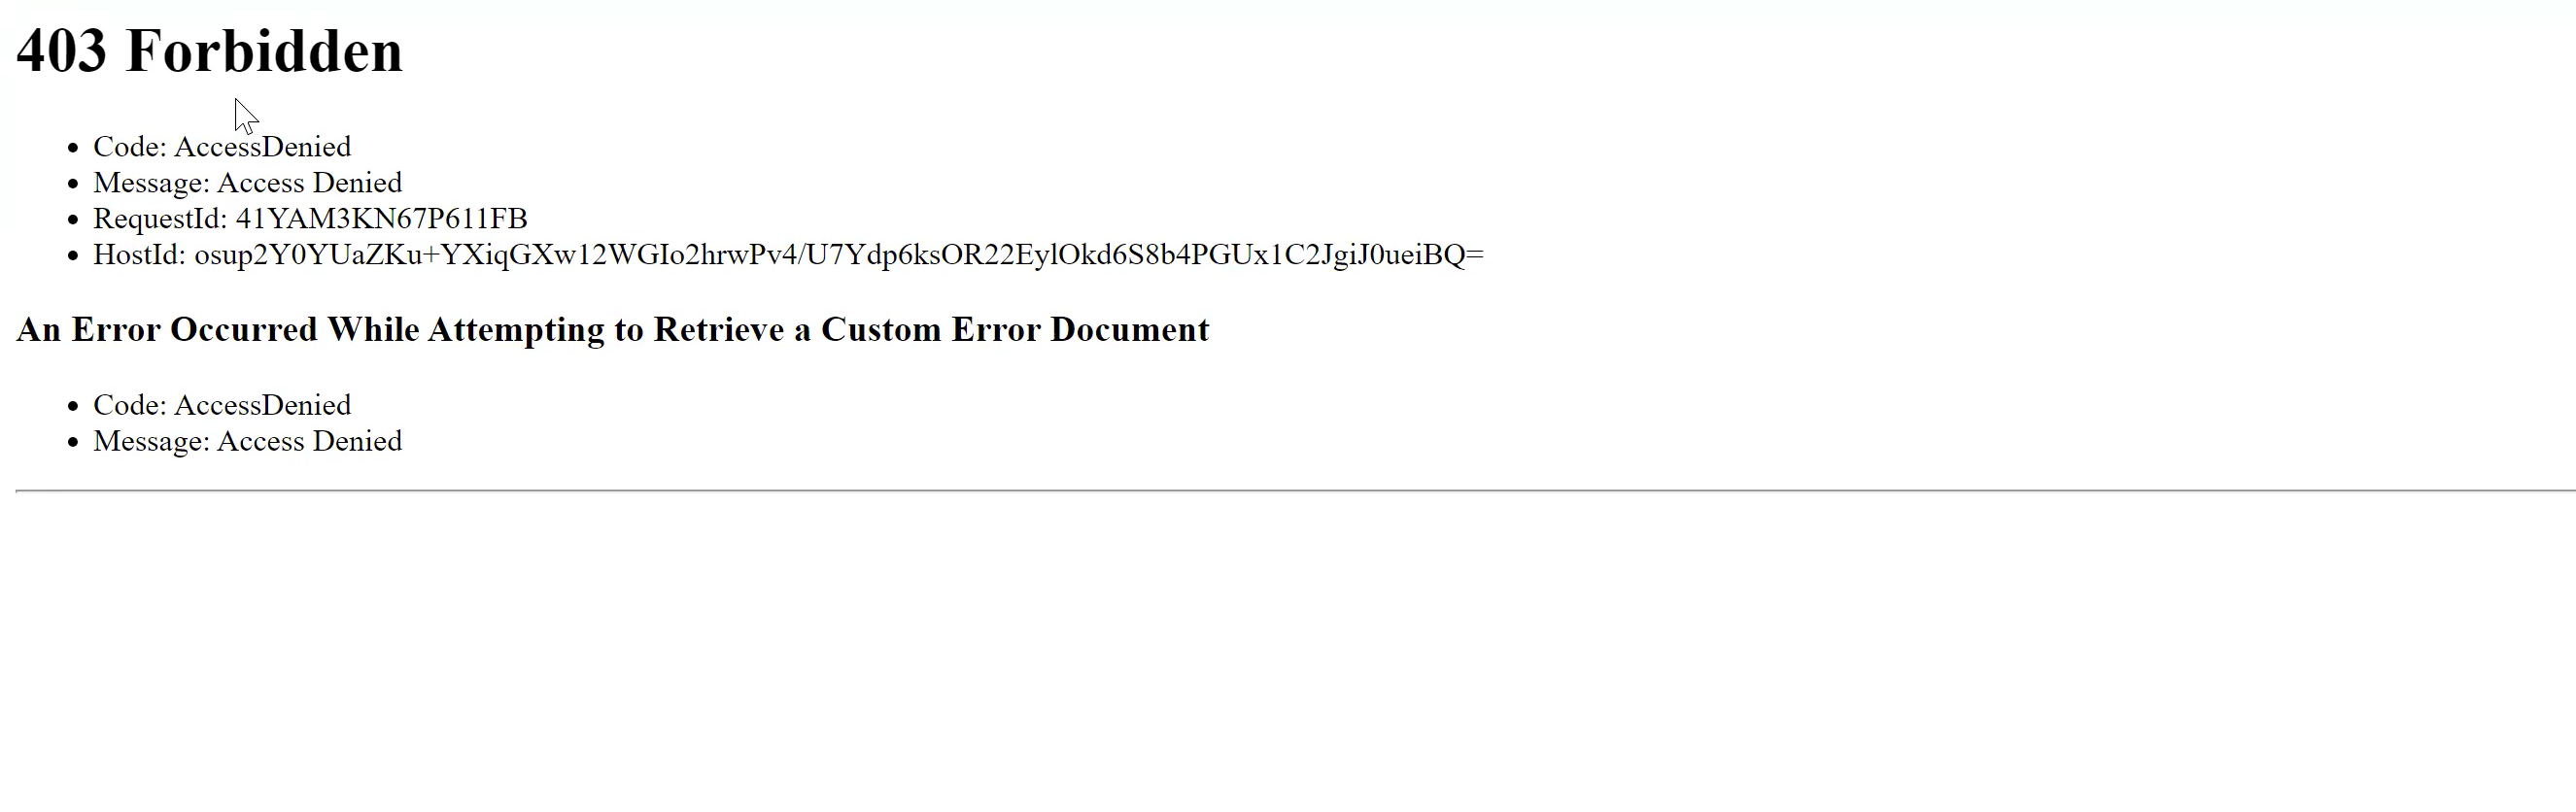 403 Forbidden
Code: AccessDenied
Message: Access Denied
RequestId: 41YAM3KN67P611FB
HostId: osup2Y0YUaZKu+YXiqGXw12WGIo2hrwPv4/U7Ydp6ksOR22EylOkd6S8b4PGUx1C2JgiJ0ueiBQ=
An Error Occurred While Attempting to Retrieve a Custom Error Document
Code: AccessDenied
Message: Access Denied